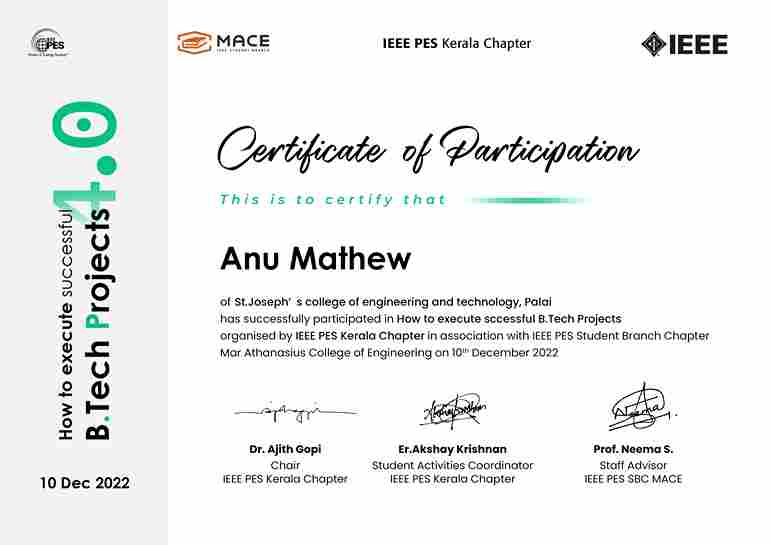 IEEE
PES
Power & Energy Society
MACE
IEEE STUDENT BRANCH
IEEE PES Kerala Chapter
IEEE
How to execute successful
B.Tech Projects
4.0
10 Dec 2022
Certificate of Participation
This is to certify that
Anu Mathew
of St.Joseph’ s college of engineering and technology, Palai
has successfully participated in How to execute sccessful B.Tech Projects
organised by IEEE PES Kerala Chapter in association with IEEE PES Student Branch Chapter
Mar Athanasius College of Engineering on 10th December 2022
Neema
Dr. Ajith Gopi
Chair
IEEE PES Kerala Chapter
Er.Akshay Krishnan
Student Activities Coordinator
IEEE PES Kerala Chapter
Prof. Neema S.
Staff Advisor
IEEE PES SBC MACE